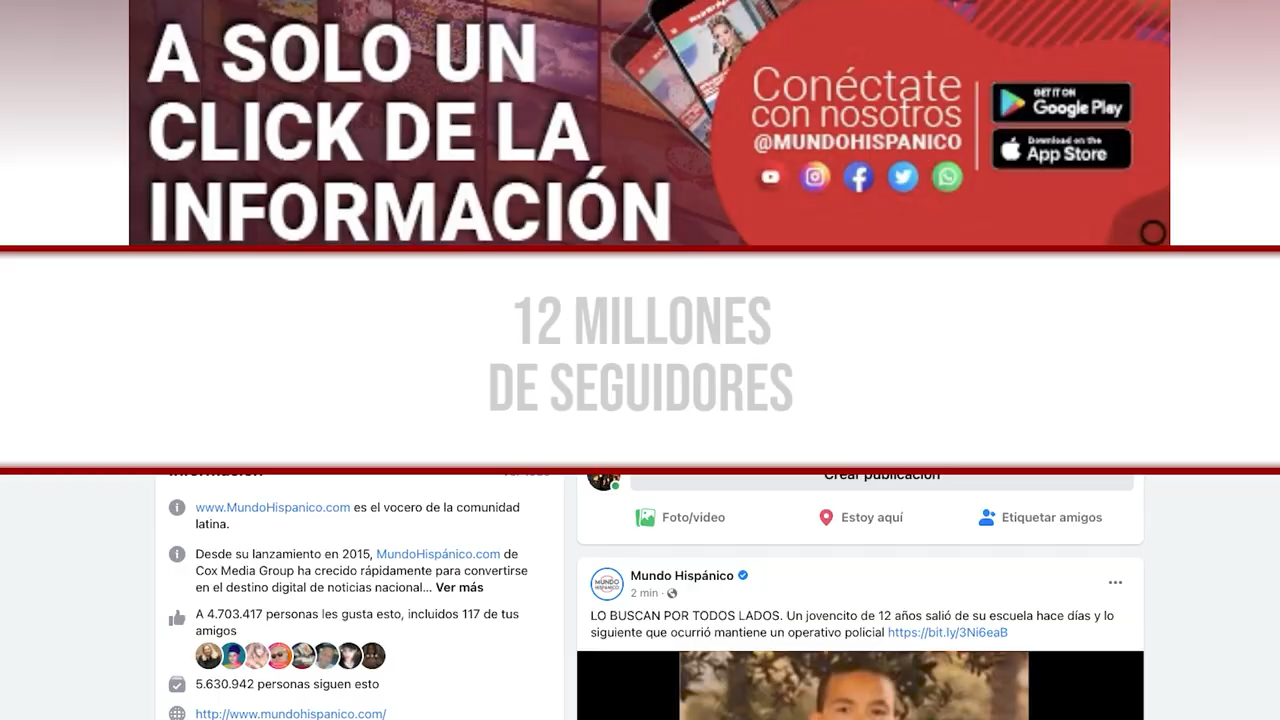 A SOLO UN
CLICK DE LA
INFORMACIÓN
Conéctate
con nosotros
@MUNDOHISPANICO
GET IT ON
Google Play
Download on the
App Store
12 MILLONES
DE SEGUIDORES
Información
Crear publicación
www.MundoHispanico.com es el vocero de la comunidad
latina.
Desde su lanzamiento en 2015, MundoHispánico.com de
Cox Media Group ha crecido rápidamente para convertirse
en el destino digital de noticias nacional... Ver más
A 4.703.417 personas les gusta esto, incluidos 117 de tus
amigos
5.630.942 personas siguen esto
http://www.mundohispanico.com/
Foto/video
Estoy aquí
Etiquetar amigos
MUNDO
HISPÁNICO
Mundo Hispánico
2 min ·
LO BUSCAN POR TODOS LADOS. Un jovencito de 12 años salió de su escuela hace días y lo
siguiente que ocurrió mantiene un operativo policial https://bit.ly/3Ni6eaB